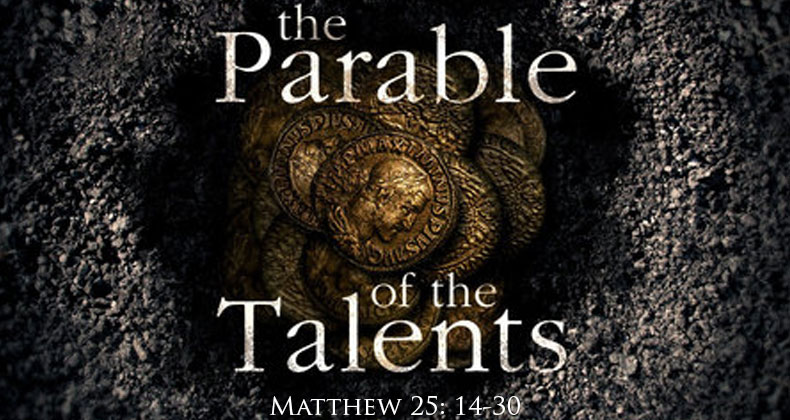 the
Parable
of the
Talents
MATTHEW 25: 14-30